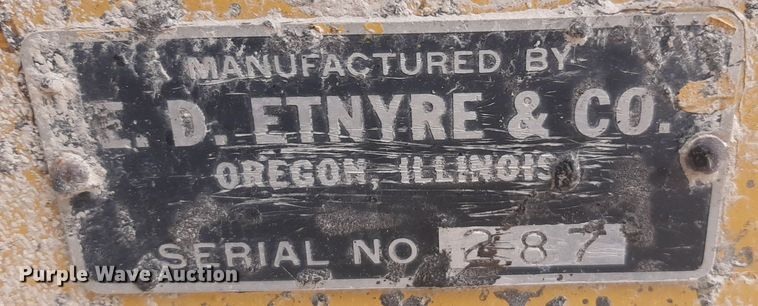 MANUFACTURED BY
E. D. ETNYRE & CO.
OREGON, ILLINOIS
SERIAL NO 287
Purple Wave Auction